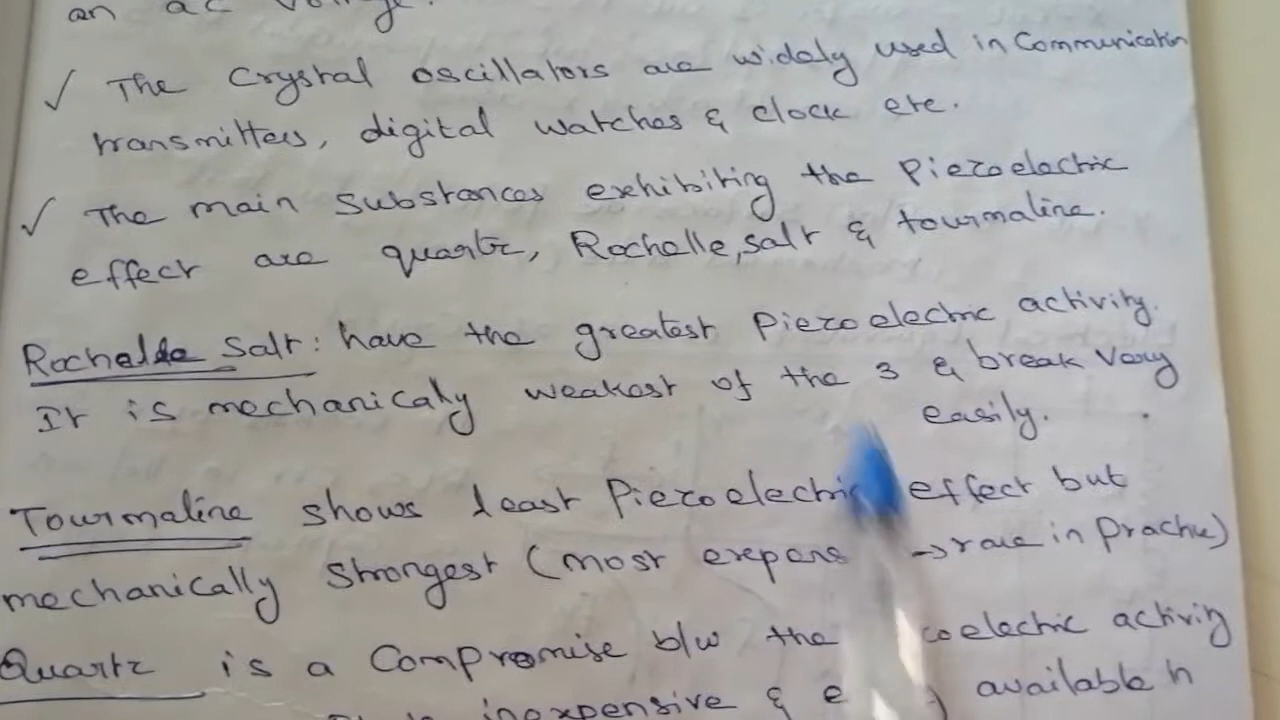 an ac
✓ The Crystal oscillators are widely used in Communication
transmitters, digital watches & clock etc.
✓ The main substances exhibiting the Piezoelectric
effect are quartz, Rochelle, salt & tourmaline.
Rochelle Salt: have the greatest Piezoelectric activity.
It is mechanically weakest of the 3 & break very
easily.
Tourmaline shows least Piezoelectric effect but
mechanically Strongest (most → rare in practice)
Quartz is a Compromise b/w the activity
inexpensive & available